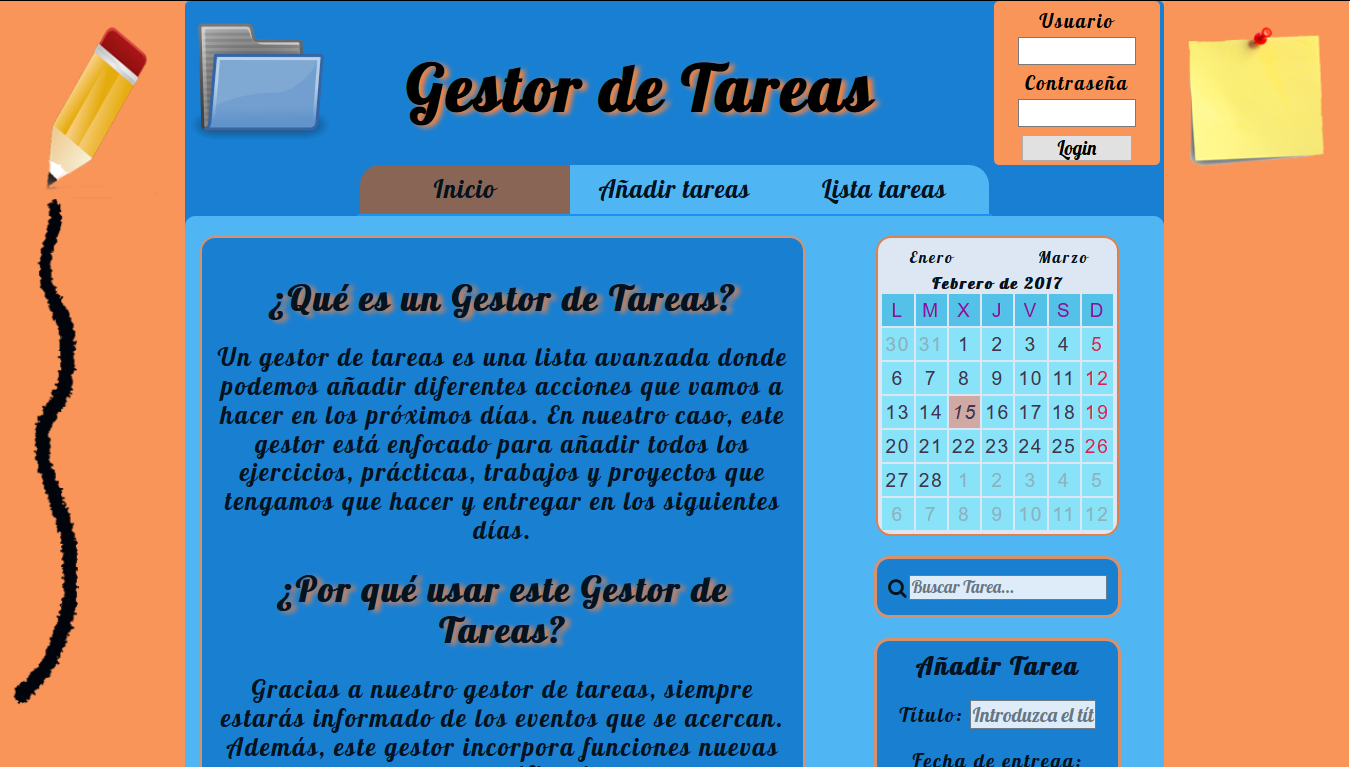 Gestor de Tareas
Usuario
Contraseña
Login
Inicio Añadir tareas Lista tareas
¿Qué es un Gestor de Tareas?
Un gestor de tareas es una lista avanzada donde
podemos añadir diferentes acciones que vamos a
hacer en los próximos días. En nuestro caso, este
gestor está enfocado para añadir todos los
ejercicios, prácticas, trabajos y proyectos que
tengamos que hacer y entregar en los siguientes
días.
¿Por qué usar este Gestor de
Tareas?
Gracias a nuestro gestor de tareas, siempre
estarás informado de los eventos que se acercan.
Además, este gestor incorpora funciones nuevas
Enero Marzo
Febrero de 2017
L M X J V S D
30 31 1 2 3 4 5
6 7 8 9 10 11 12
13 14 15 16 17 18 19
20 21 22 23 24 25 26
27 28 1 2 3 4 5
6 7 8 9 10 11 12
Buscar Tarea...
Añadir Tarea
Título: Introduzca el tít
Fecha de entrega: